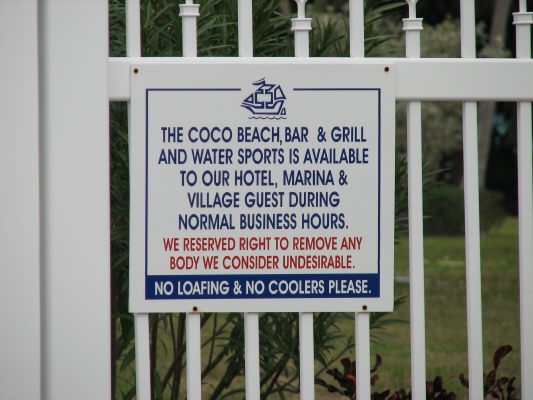 THE COCO BEACH, BAR & GRILL
AND WATER SPORTS IS AVAILABLE
TO OUR HOTEL, MARINA &
VILLAGE GUEST DURING
NORMAL BUSINESS HOURS.
WE RESERVED RIGHT TO REMOVE ANY
BODY WE CONSIDER UNDESIRABLE.
NO LOAFING & NO COOLERS PLEASE.